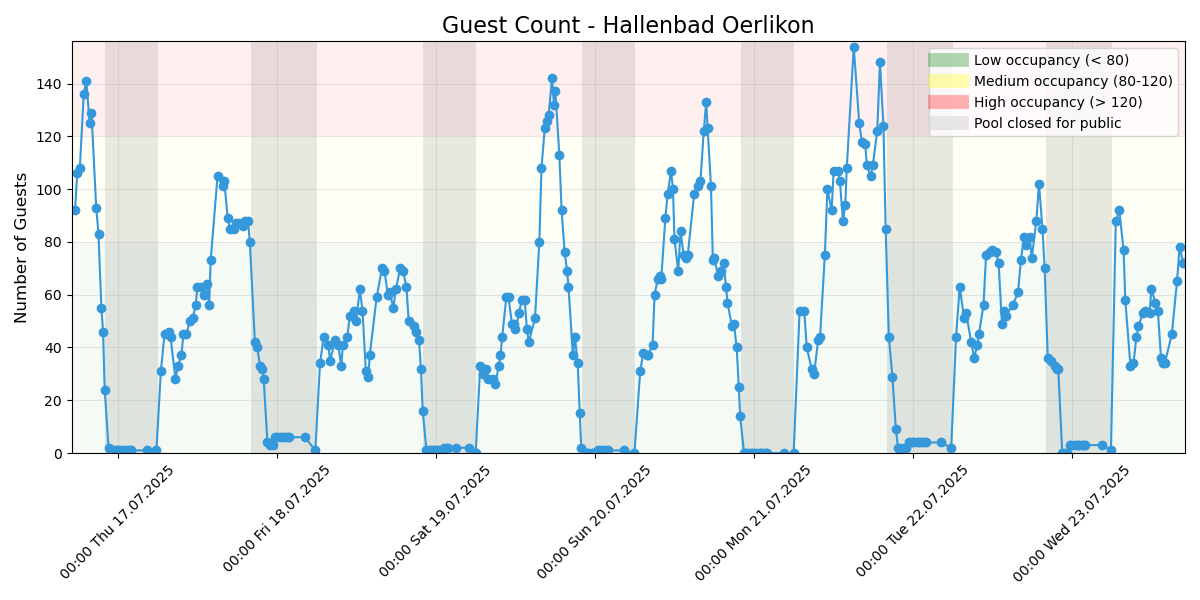 Guest Count - Hallenbad Oerlikon
Low occupancy (< 80)
Medium occupancy (80-120)
High occupancy (> 120)
Pool closed for public
Number of Guests
140
120
100
80
60
40
20
0
00:00 Thu 17.07.2025
00:00 Fri 18.07.2025
00:00 Sat 19.07.2025
00:00 Sun 20.07.2025
00:00 Mon 21.07.2025
00:00 Tue 22.07.2025
00:00 Wed 23.07.2025